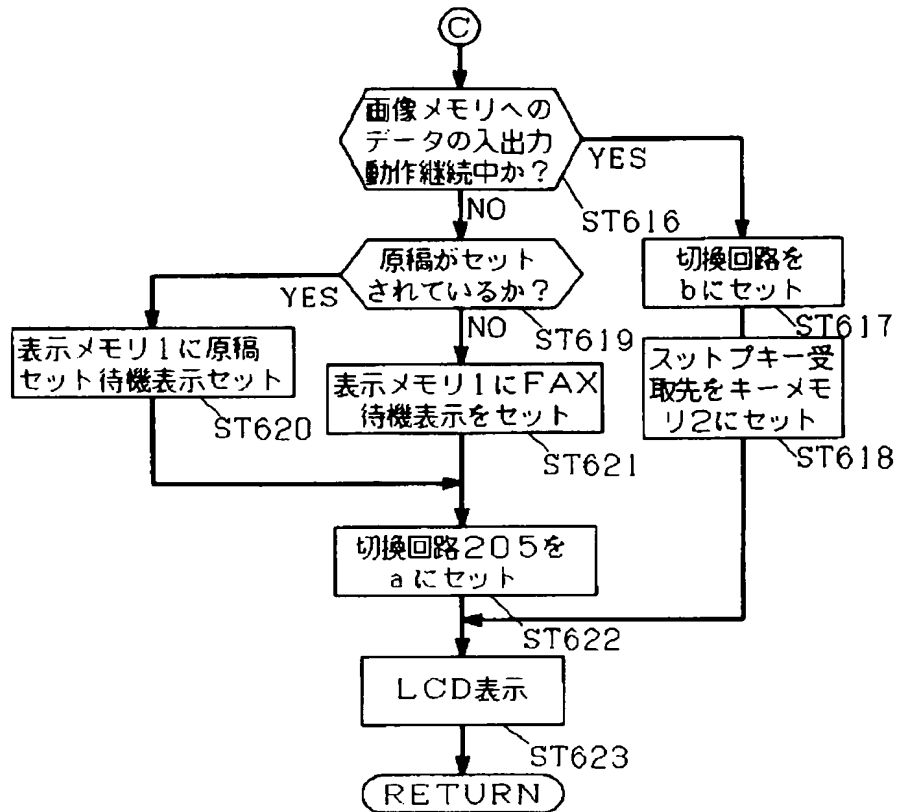 C
画像メモリへの
データの入出力
動作継続中か?
YES
NO
ST616
切換回路を
bにセット
ST617
原稿がセット
されているか?
YES
NO
ST619
スットプキー受
取先をキーメモ
リ2にセット
ST618
表示メモリ1に原稿
セット待機表示セット
ST620
表示メモリ1にFAX
待機表示をセット
ST621
切換回路205を
aにセット
ST622
LCD表示
ST623
RETURN